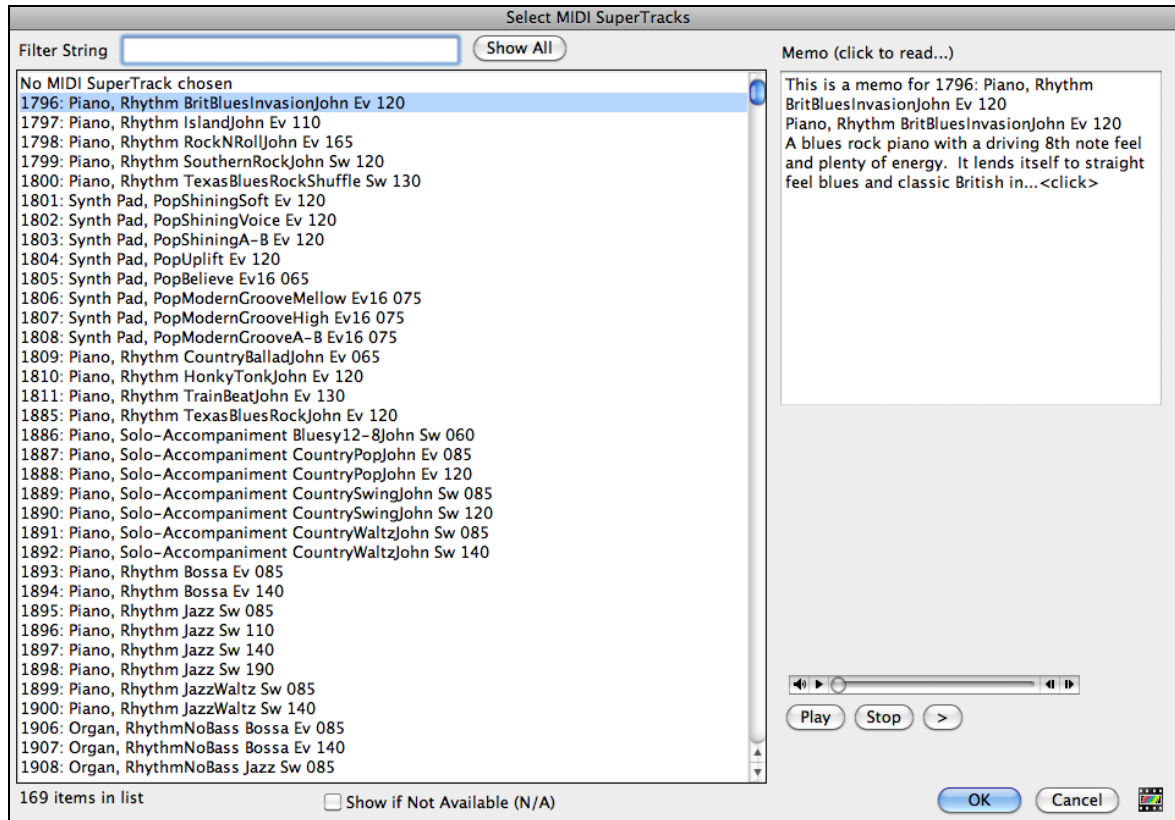 Select MIDI SuperTracks
Filter String
Show All
No MIDI SuperTrack chosen
1796: Piano, Rhythm BritBluesInvasionJohn Ev 120
1797: Piano, Rhythm IslandJohn Ev 110
1798: Piano, Rhythm RockNRollJohn Ev 165
1799: Piano, Rhythm SouthernRockJohn Sw 120
1800: Piano, Rhythm TexasBluesRockShuffle Sw 130
1801: Synth Pad, PopShiningSoft Ev 120
1802: Synth Pad, PopShiningVoice Ev 120
1803: Synth Pad, PopShiningA-B Ev 120
1804: Synth Pad, PopUplift Ev 120
1805: Synth Pad, PopBelieve Ev16 065
1806: Synth Pad, PopModernGrooveMellow Ev16 075
1807: Synth Pad, PopModernGrooveHigh Ev16 075
1808: Synth Pad, PopModernGrooveA-B Ev16 075
1809: Piano, Rhythm CountryBalladJohn Ev 065
1810: Piano, Rhythm HonkyTonkJohn Ev 120
1811: Piano, Rhythm TrainBeatJohn Ev 130
1885: Piano, Rhythm TexasBluesRockJohn Ev 120
1886: Piano, Solo-Accompaniment Bluesy12-8John Sw 060
1887: Piano, Solo-Accompaniment CountryPopJohn Ev 085
1888: Piano, Solo-Accompaniment CountryPopJohn Ev 120
1889: Piano, Solo-Accompaniment CountrySwingJohn Sw 085
1890: Piano, Solo-Accompaniment CountrySwingJohn Sw 120
1891: Piano, Solo-Accompaniment CountryWaltzJohn Sw 085
1892: Piano, Solo-Accompaniment CountryWaltzJohn Sw 140
1893: Piano, Rhythm Bossa Ev 085
1894: Piano, Rhythm Bossa Ev 140
1895: Piano, Rhythm Jazz Sw 085
1896: Piano, Rhythm Jazz Sw 110
1897: Piano, Rhythm Jazz Sw 140
1898: Piano, Rhythm Jazz Sw 190
1899: Piano, Rhythm JazzWaltz Sw 085
1900: Piano, Rhythm JazzWaltz Sw 140
1906: Organ, RhythmNoBass Bossa Ev 085
1907: Organ, RhythmNoBass Bossa Ev 140
1908: Organ, RhythmNoBass Jazz Sw 085
169 items in list
Show if Not Available (N/A)
Memo (click to read...)
This is a memo for 1796: Piano, Rhythm
BritBluesInvasionJohn Ev 120
Piano, Rhythm BritBluesInvasionJohn Ev 120
A blues rock piano with a driving 8th note feel
and plenty of energy.  It lends itself to straight
feel blues and classic British in...<click>
Play
Stop
>
OK
Cancel